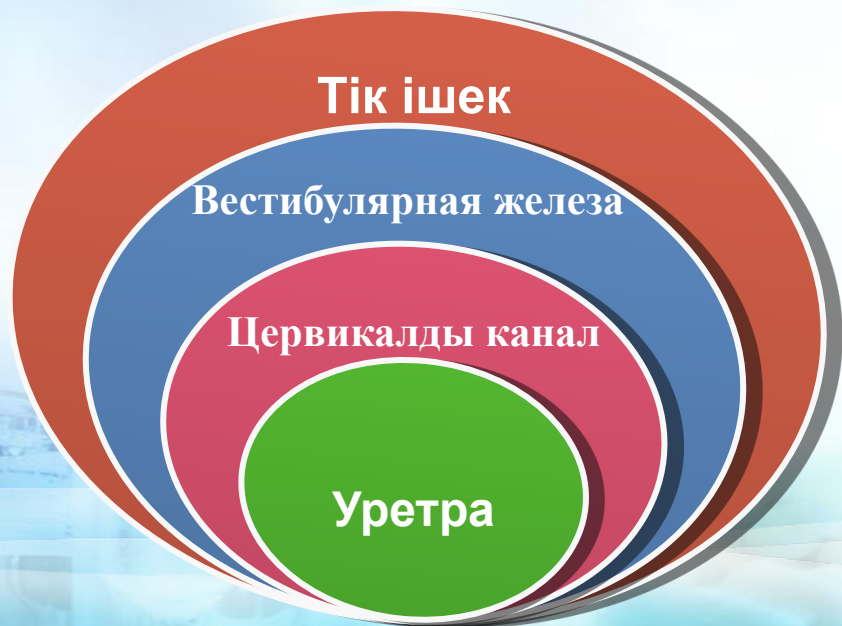 Тік ішек
Вестибулярная железа
Цервикалды канал
Уретра